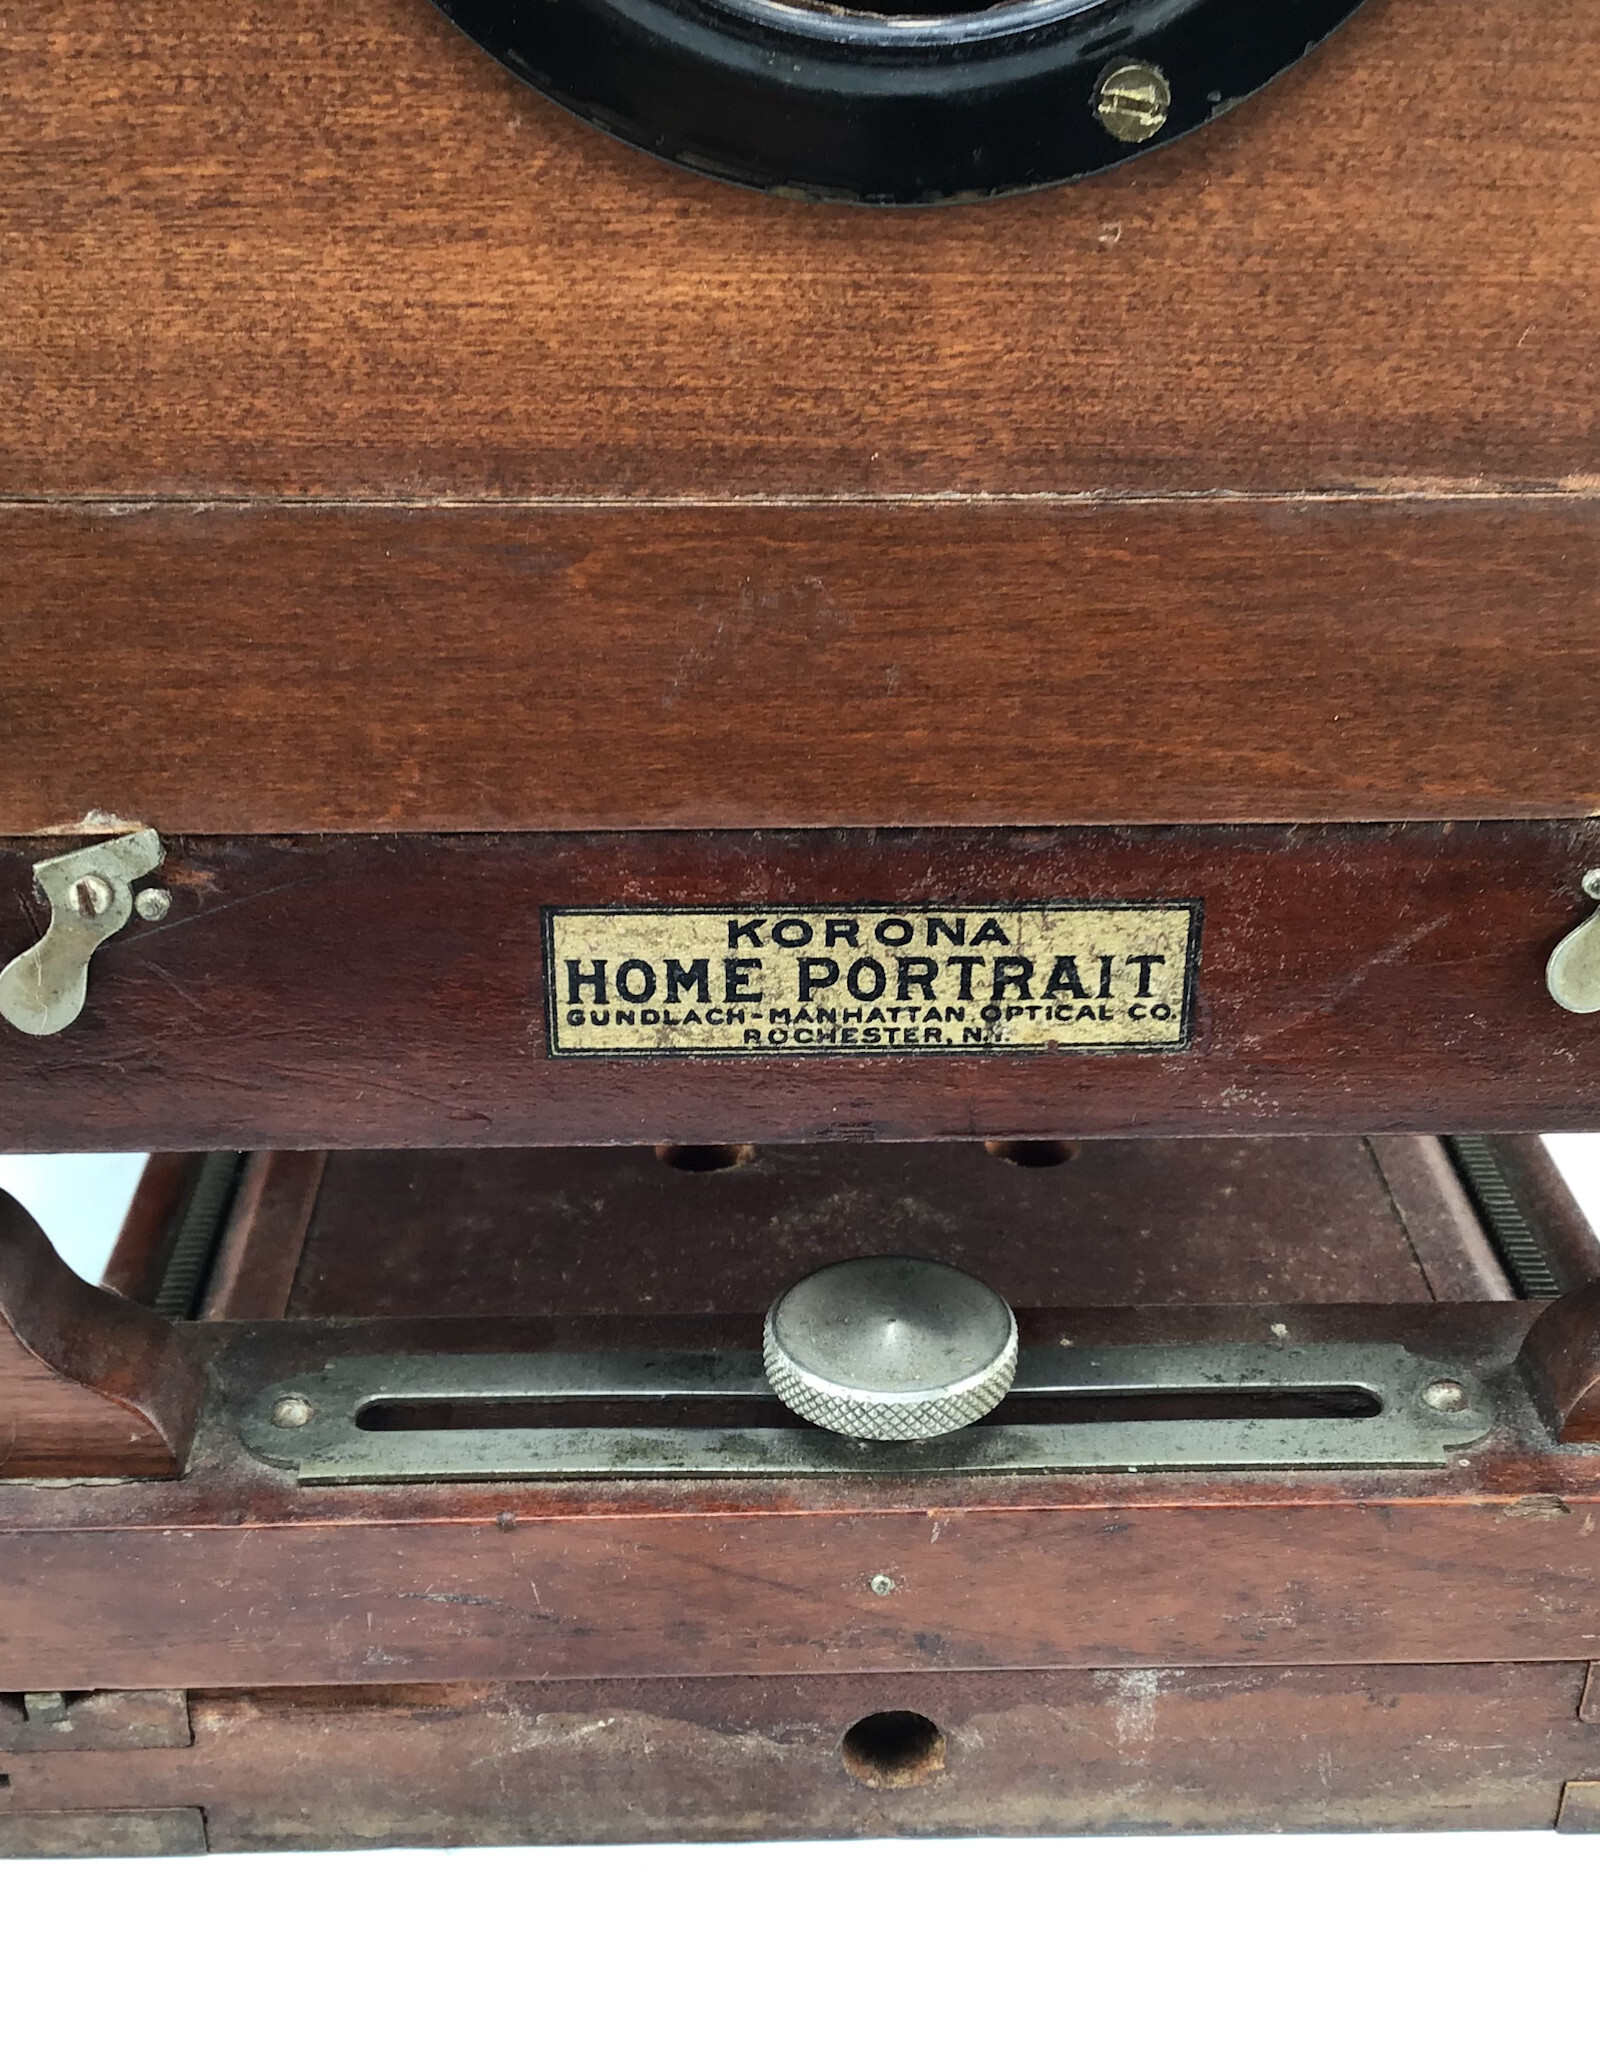 KORONA
HOME PORTRAIT
GUNDLACH-MANHATTAN OPTICAL CO.
ROCHESTER, N.Y.